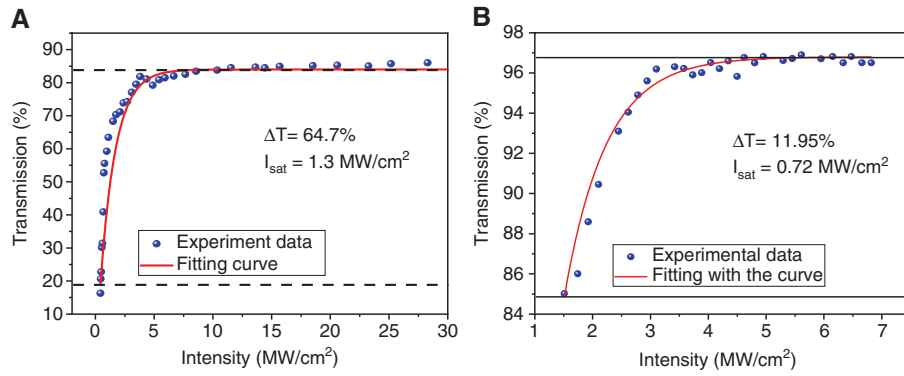 A
Transmission (%)
90
80
70
60
50
40
30
20
10
ΔT= 64.7%
I_sat = 1.3 MW/cm²
Experiment data
Fitting curve
0 5 10 15 20 25 30
Intensity (MW/cm²)
B
Transmission (%)
98
96
94
92
90
88
86
84
ΔT= 11.95%
I_sat = 0.72 MW/cm²
Experimental data
Fitting with the curve
1 2 3 4 5 6 7
Intensity (MW/cm²)